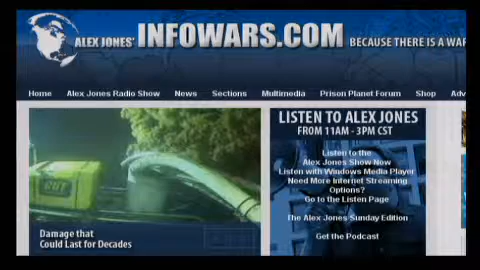 ALEX JONES'
INFOWARS.COM
BECAUSE THERE IS A WAR
Home
Alex Jones Radio Show
News
Sections
Multimedia
Prison Planet Forum
Shop
Adv
LISTEN TO ALEX JONES
FROM 11AM - 3PM CST
Listen to the
Alex Jones Show Now
Listen with Windows Media Player
Need More Internet Streaming
Options?
Go to the Listen Page
The Alex Jones Sunday Edition
Get the Podcast
Damage that
Could Last for Decades